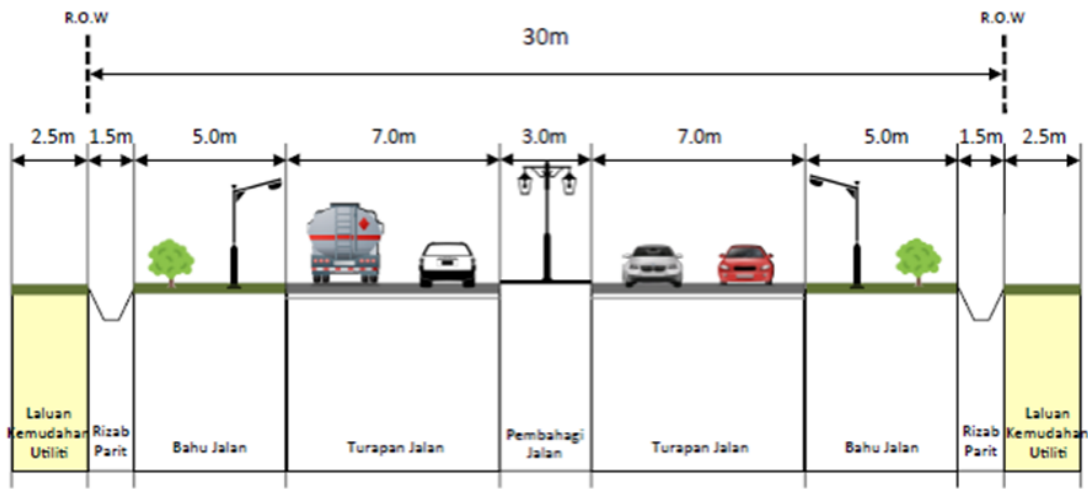 R.O.W
R.O.W
30m
2.5m 1.5m 5.0m 7.0m 3.0m 7.0m 5.0m 1.5m 2.5m
Laluan
Kemudahan
Utiliti
Rizab
Parit
Bahu Jalan
Turapan Jalan
Pembahagi
Jalan
Turapan Jalan
Bahu Jalan
Rizab
Parit
Laluan
Kemudahan
Utiliti